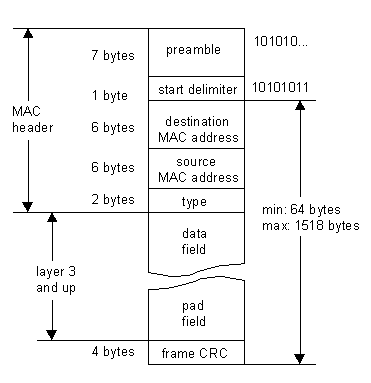 7 bytes
preamble
101010...
1 byte
start delimiter
10101011
MAC
header
6 bytes
destination
MAC address
6 bytes
source
MAC address
2 bytes
type
min: 64 bytes
max: 1518 bytes
data
field
layer 3
and up
pad
field
4 bytes
frame CRC